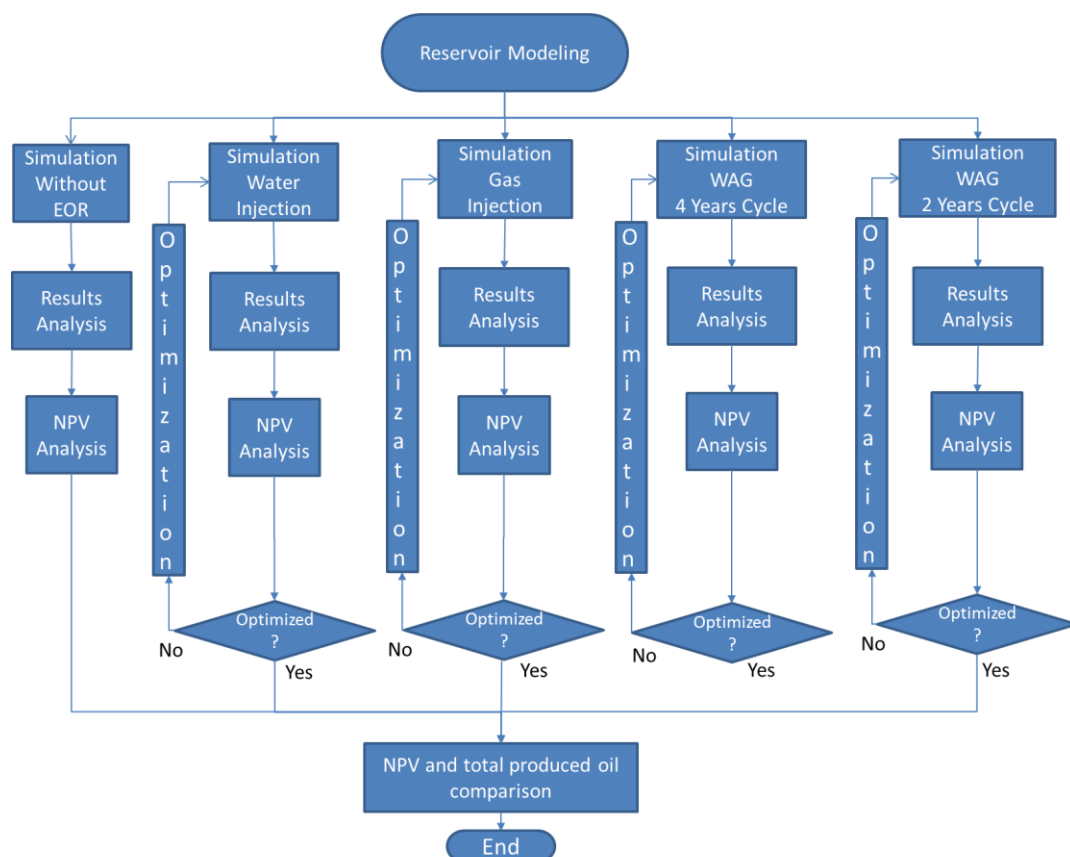 Reservoir Modeling
Simulation
Without
EOR
Results
Analysis
NPV
Analysis
Optimization
Simulation
Water
Injection
Results
Analysis
NPV
Analysis
Optimized
?
No
Yes
Optimization
Simulation
Gas
Injection
Results
Analysis
NPV
Analysis
Optimized
?
No
Yes
Optimization
Simulation
WAG
4 Years Cycle
Results
Analysis
NPV
Analysis
Optimized
?
No
Yes
Optimization
Simulation
WAG
2 Years Cycle
Results
Analysis
NPV
Analysis
Optimized
?
No
Yes
NPV and total produced oil
comparison
End